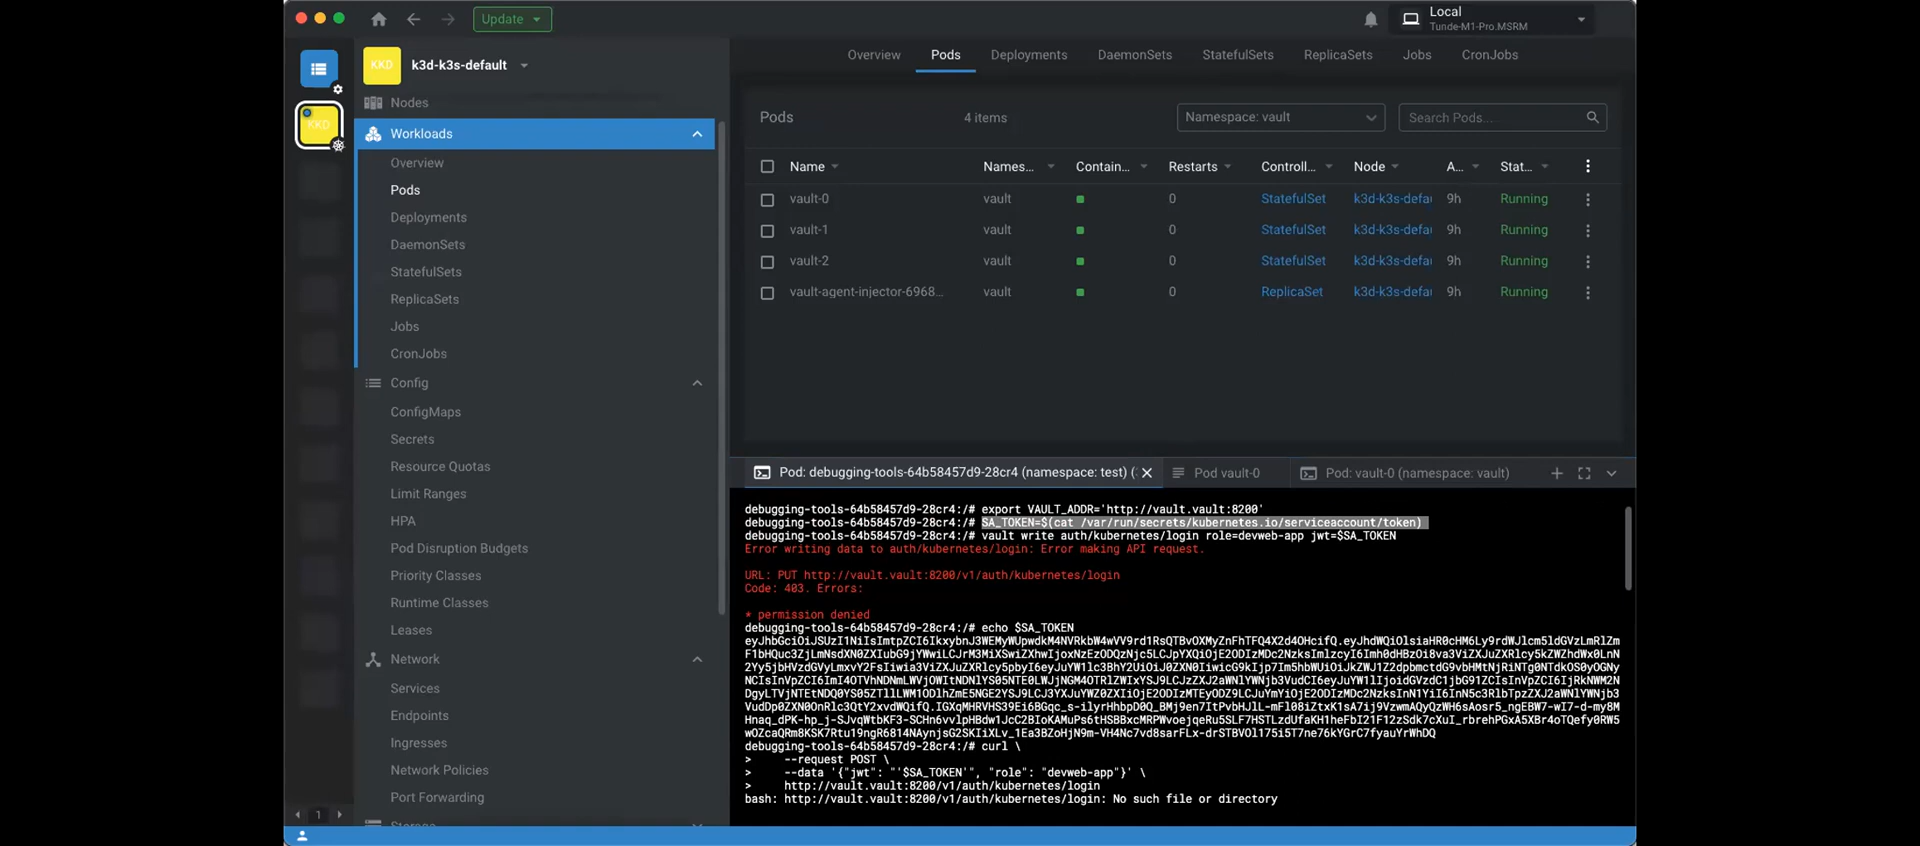 Update
Local
Tunde-M1-Pro.MSRM
KKD
k3d-k3s-default
KKD
Nodes
Workloads
Overview
Pods
Deployments
DaemonSets
StatefulSets
ReplicaSets
Jobs
CronJobs
Config
ConfigMaps
Secrets
Resource Quotas
Limit Ranges
HPA
Pod Disruption Budgets
Priority Classes
Runtime Classes
Leases
Network
Services
Endpoints
Ingresses
Network Policies
Port Forwarding
Storage
1
Overview Pods Deployments DaemonSets StatefulSets ReplicaSets Jobs CronJobs
Pods 4 items Namespace: vault Search Pods...
Name Names... Contain... Restarts Controll... Node A... Stat...
vault-0 vault 0 StatefulSet k3d-k3s-defau 9h Running
vault-1 vault 0 StatefulSet k3d-k3s-defau 9h Running
vault-2 vault 0 StatefulSet k3d-k3s-defau 9h Running
vault-agent-injector-6968... vault 0 ReplicaSet k3d-k3s-defau 9h Running
Pod: debugging-tools-64b58457d9-28cr4 (namespace: test) ( Pod vault-0 Pod: vault-0 (namespace: vault)
debugging-tools-64b58457d9-28cr4:/# export VAULT_ADDR='http://vault.vault:8200'
debugging-tools-64b58457d9-28cr4:/# SA_TOKEN=$(cat /var/run/secrets/kubernetes.io/serviceaccount/token)
debugging-tools-64b58457d9-28cr4:/# vault write auth/kubernetes/login role=devweb-app jwt=$SA_TOKEN
Error writing data to auth/kubernetes/login: Error making API request.
URL: PUT http://vault.vault:8200/v1/auth/kubernetes/login
Code: 403. Errors:
* permission denied
debugging-tools-64b58457d9-28cr4:/# echo $SA_TOKEN
debugging-tools-64b58457d9-28cr4:/# curl \
> --request POST \
> --data '{"jwt": "'$SA_TOKEN'", "role": "devweb-app"}' \
> http://vault.vault:8200/v1/auth/kubernetes/login
bash: http://vault.vault:8200/v1/auth/kubernetes/login: No such file or directory